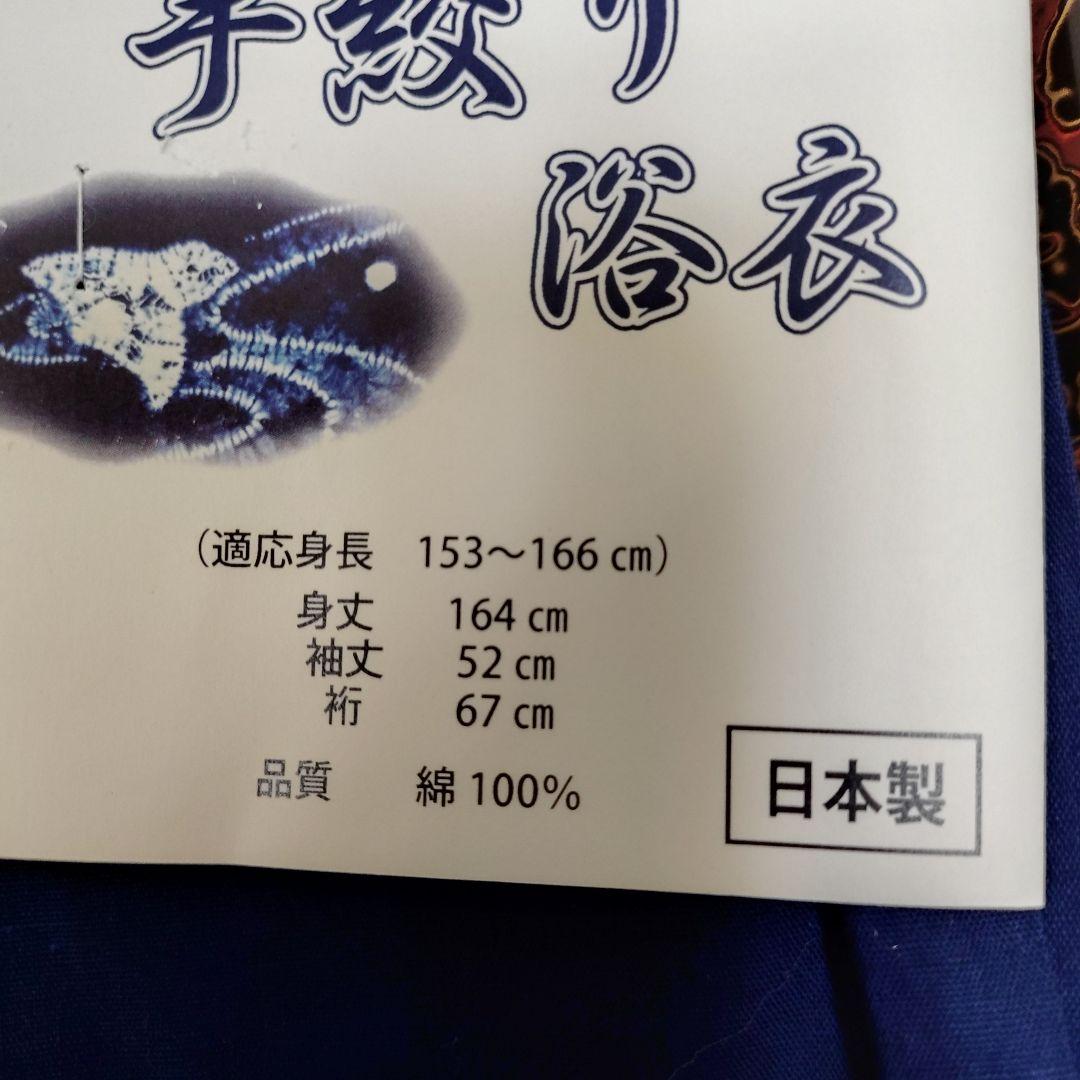 手絞り
浴衣
（適応身長　153～166 cm）
身丈　164 cm
袖丈　52 cm
裄　67 cm
品質　綿 100%
日本製